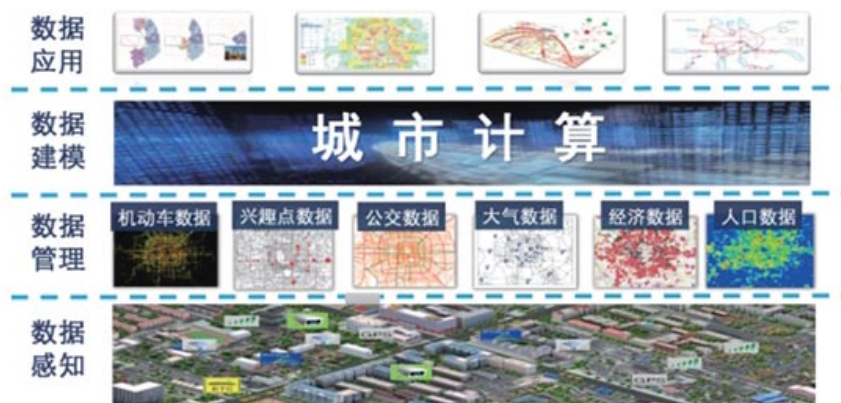 数据
应用
数据
建模
城市计算
数据
管理
机动车数据
兴趣点数据
公交数据
大气数据
经济数据
人口数据
数据
感知